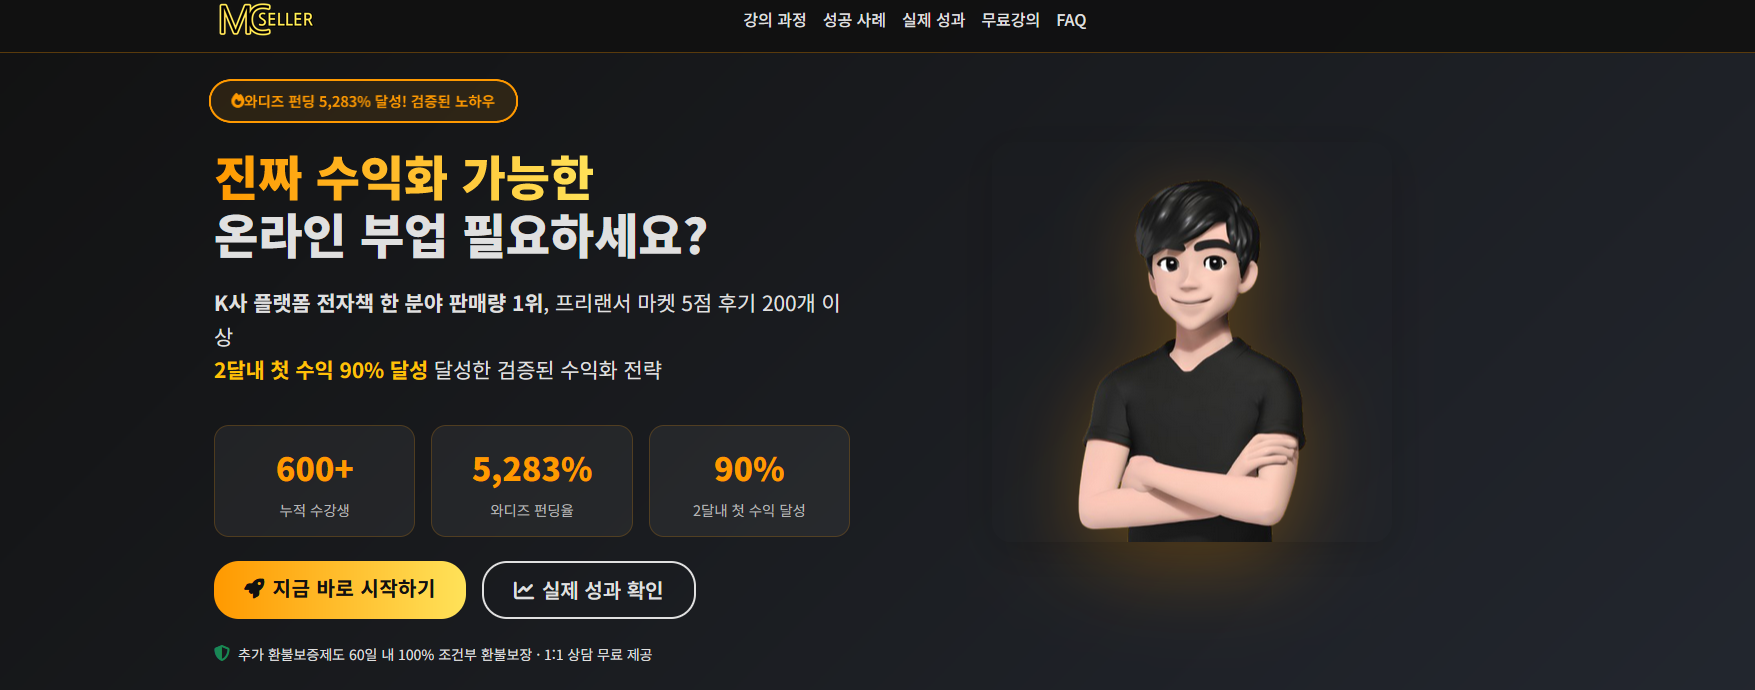 MC SELLER
강의 과정 성공 사례 실제 성과 무료강의 FAQ
와디즈 펀딩 5,283% 달성! 검증된 노하우
진짜 수익화 가능한
온라인 부업 필요하세요?
K사 플랫폼 전자책 한 분야 판매량 1위, 프리랜서 마켓 5점 후기 200개 이
상
2달내 첫 수익 90% 달성 달성한 검증된 수익화 전략
600+ 5,283% 90%
누적 수강생 와디즈 펀딩율 2달내 첫 수익 달성
지금 바로 시작하기 실제 성과 확인
추가 환불보증제도 60일 내 100% 조건부 환불보장 · 1:1 상담 무료 제공